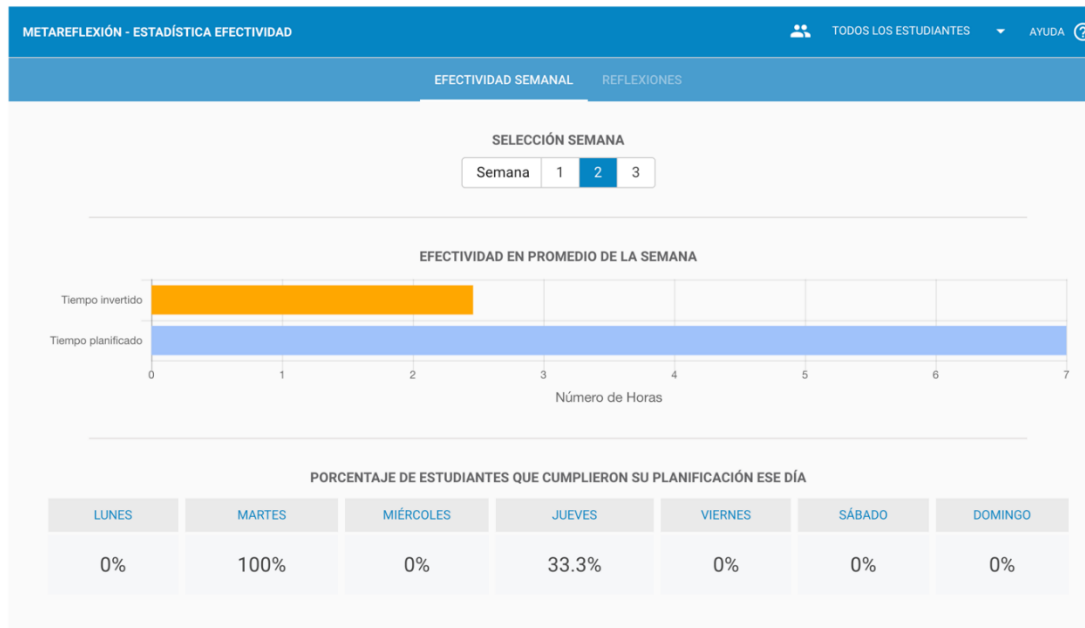 METAREFLEXIÓN - ESTADÍSTICA EFECTIVIDAD
TODOS LOS ESTUDIANTES
AYUDA ?
EFECTIVIDAD SEMANAL REFLEXIONES
SELECCIÓN SEMANA
Semana 1 2 3
EFECTIVIDAD EN PROMEDIO DE LA SEMANA
Tiempo invertido
Tiempo planificado
0 1 2 3 4 5 6 7
Número de Horas
PORCENTAJE DE ESTUDIANTES QUE CUMPLIERON SU PLANIFICACIÓN ESE DÍA
LUNES MARTES MIÉRCOLES JUEVES VIERNES SÁBADO DOMINGO
0% 100% 0% 33.3% 0% 0% 0%